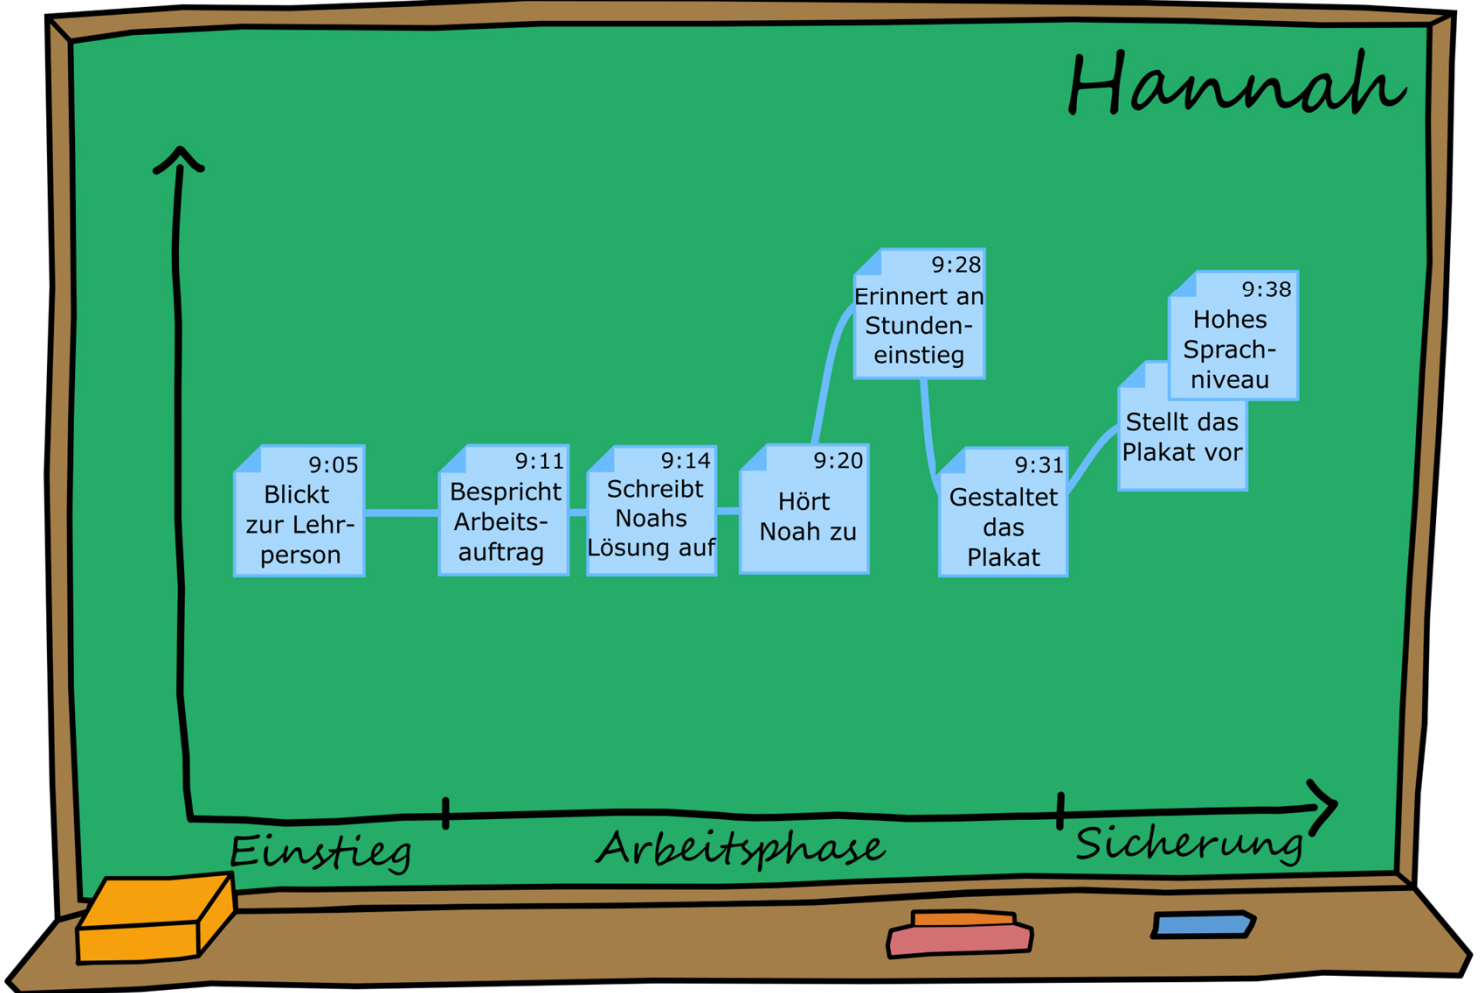 Hannah
9:05
Blickt
zur Lehr-
person
9:11
Bespricht
Arbeits-
auftrag
9:14
Schreibt
Noahs
Lösung auf
9:20
Hört
Noah zu
9:28
Erinnert an
Stunden-
einstieg
9:31
Gestaltet
das
Plakat
Stellt das
Plakat vor
9:38
Hohes
Sprach-
niveau
Einstieg
Arbeitsphase
Sicherung